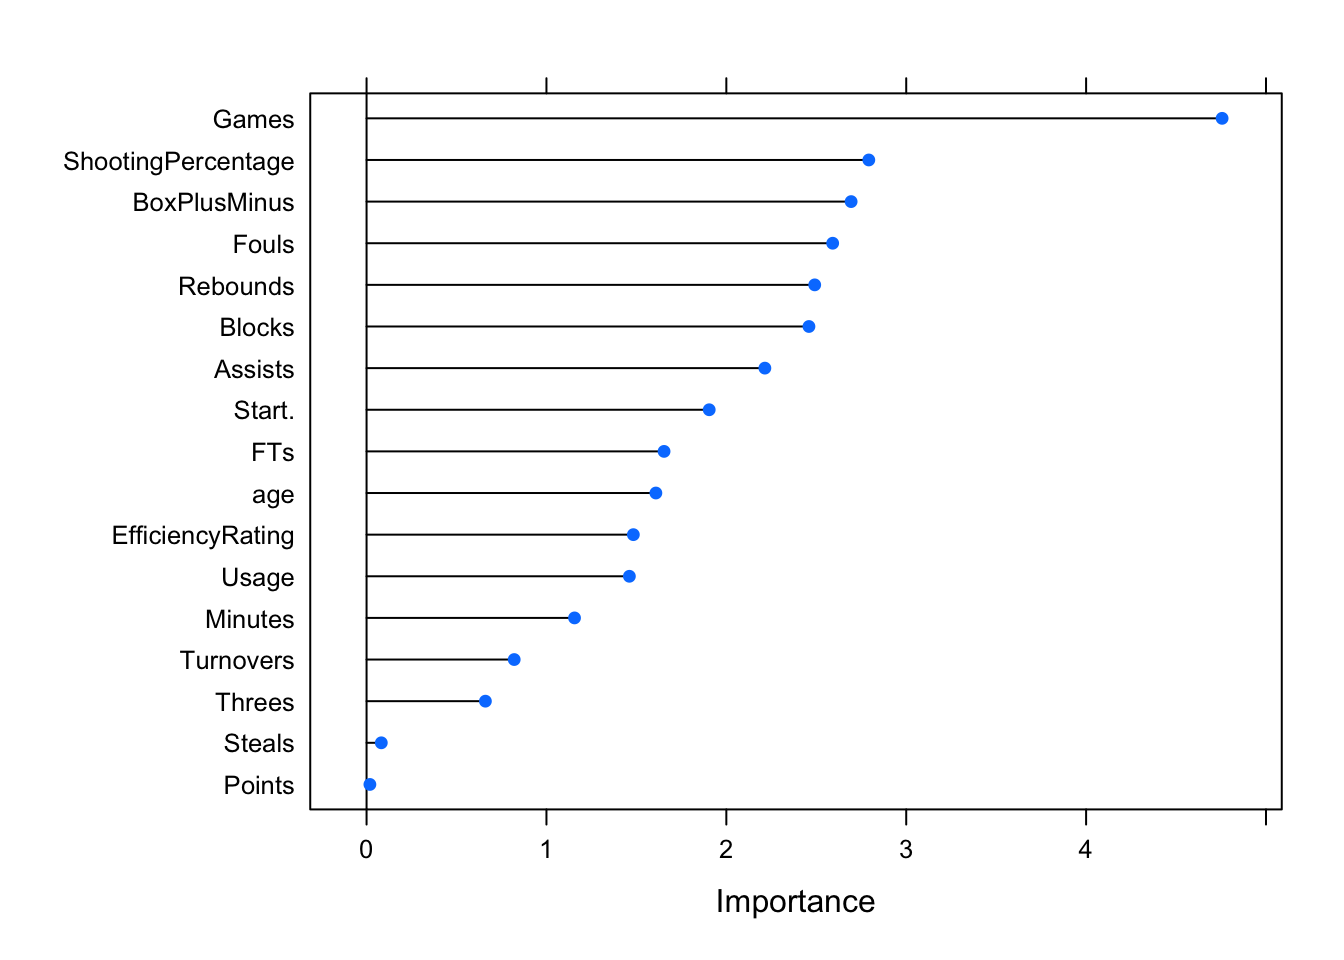 Games
ShootingPercentage
BoxPlusMinus
Fouls
Rebounds
Blocks
Assists
Start.
FTs
age
EfficiencyRating
Usage
Minutes
Turnovers
Threes
Steals
Points
0 1 2 3 4
Importance